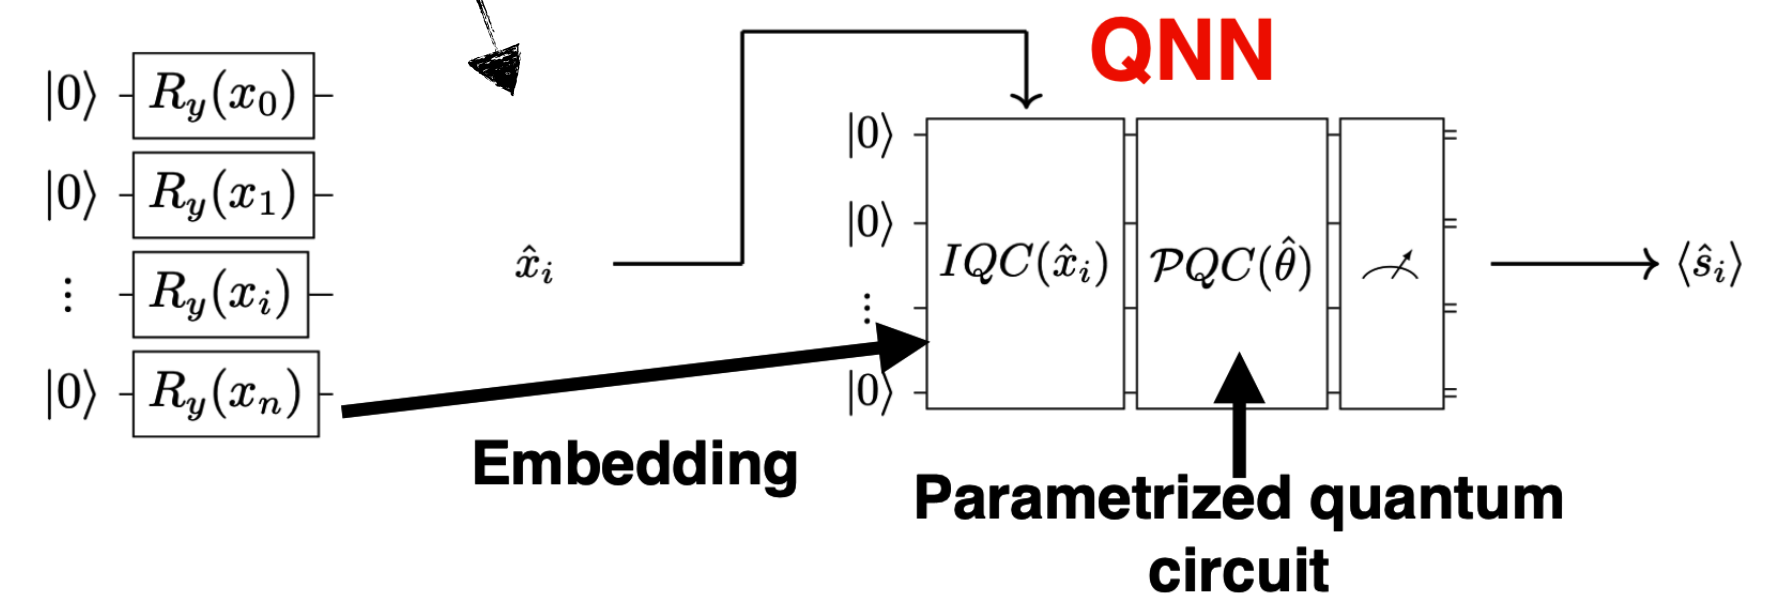 QNN
|0⟩ R_y(x_0)
|0⟩ R_y(x_1)
⋮ R_y(x_i)
|0⟩ R_y(x_n)
x̂_i
|0⟩
|0⟩
⋮
|0⟩
IQC(x̂_i)
𝒫QC(θ̂)
⟨ŝ_i⟩
Embedding
Parametrized quantum
circuit